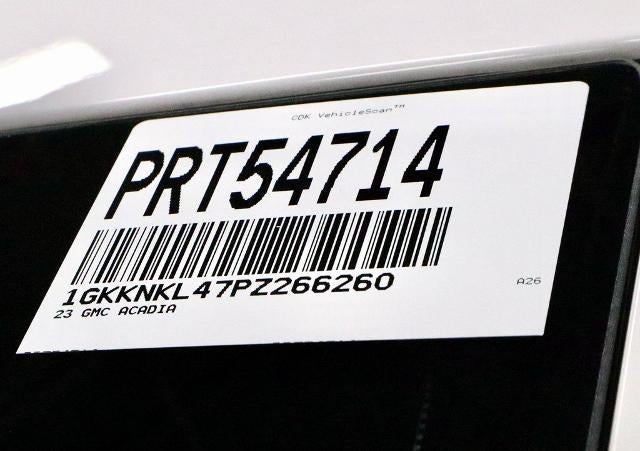 CDK VehicleScan™
PRT54714
1GKKNKL47PZ266260
23 GMC ACADIA
A26